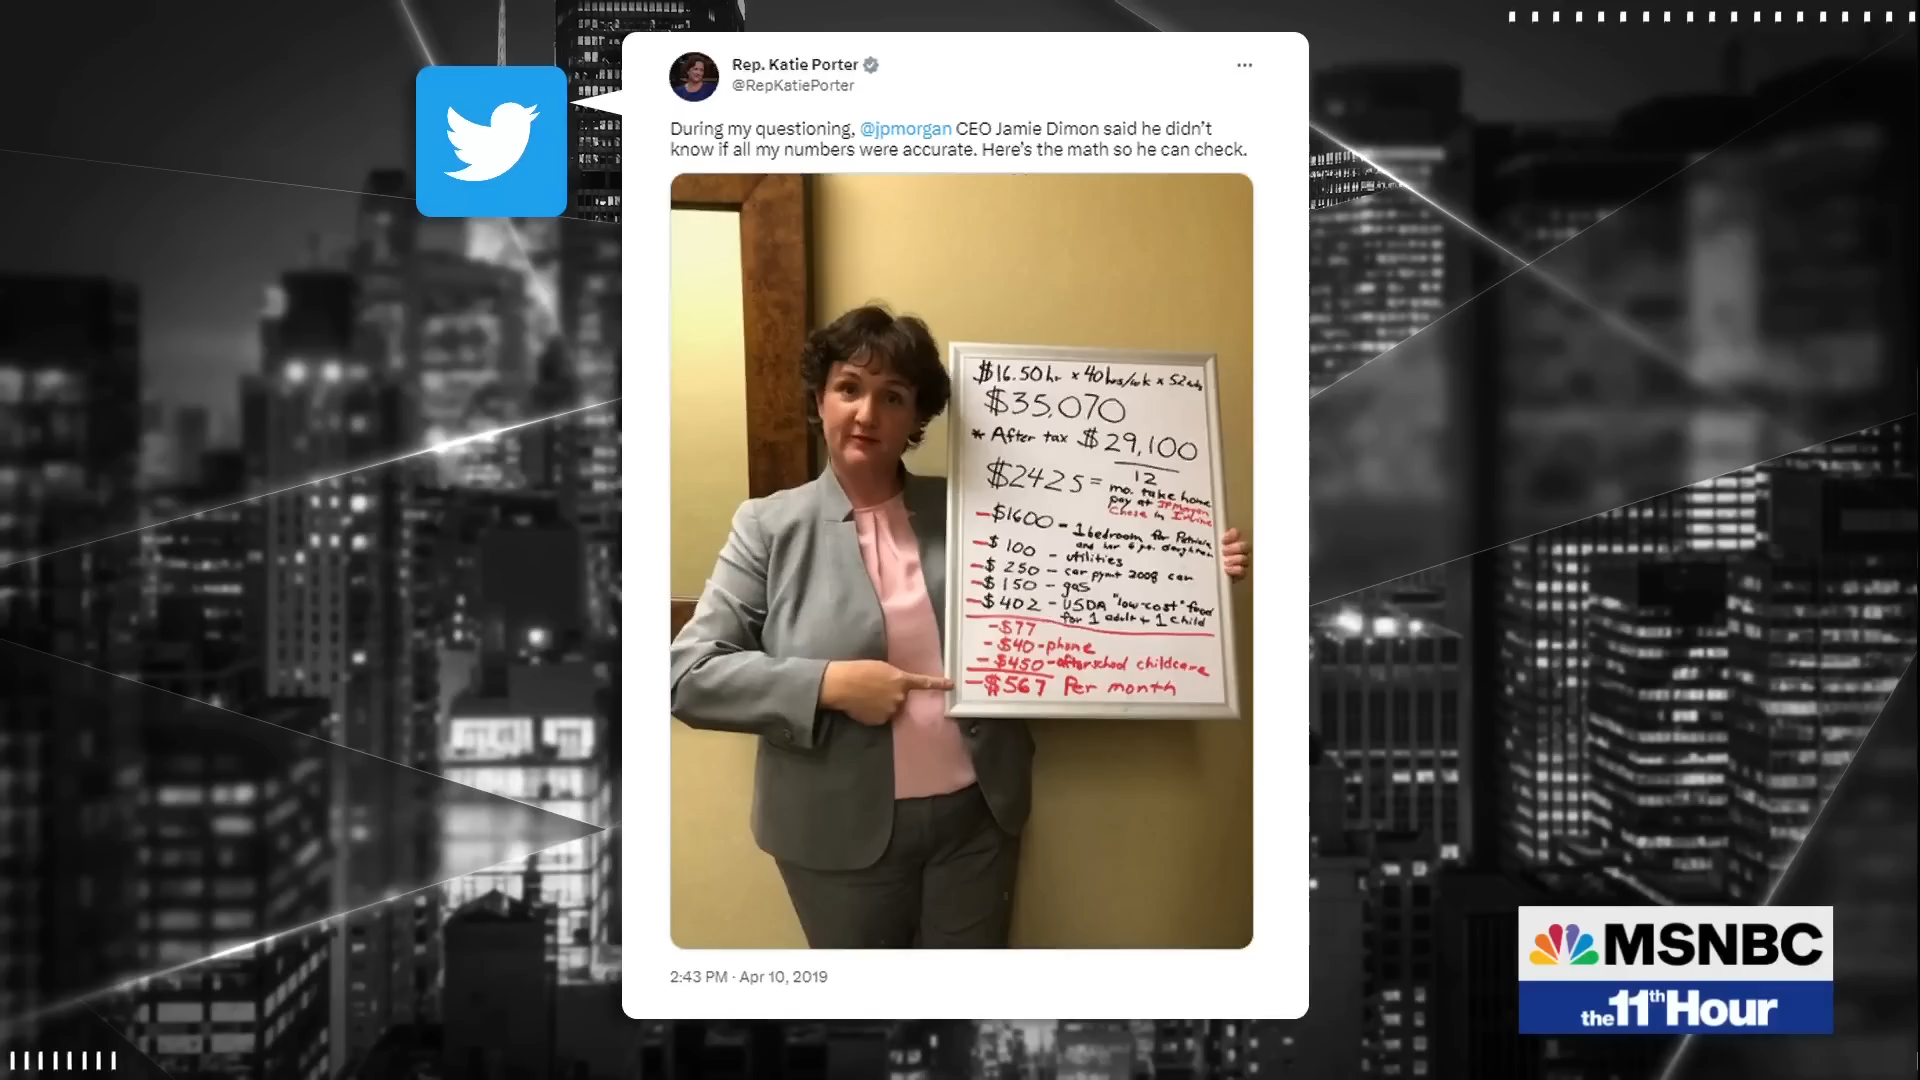 Rep. Katie Porter
@RepKatiePorter
During my questioning, @jpmorgan CEO Jamie Dimon said he didn't
know if all my numbers were accurate. Here's the math so he can check.
$16.50hr x 40hrs/wk x 52wks
$35,070
* After tax $29,100
12
$2425 = mo. take home
pay at JPMorgan
Chase in Irvine
-$1600 - 1 bedroom for Patricia
and her 6 yr. daughter
-$100 - utilities
-$250 - car pymt 2008 car
-$150 - gas
-$402 - USDA "low-cost" food
for 1 adult + 1 child
-$77
-$40-phone
-$450-afterschool childcare
-$567 Per month
2:43 PM · Apr 10, 2019
MSNBC
the 11th Hour